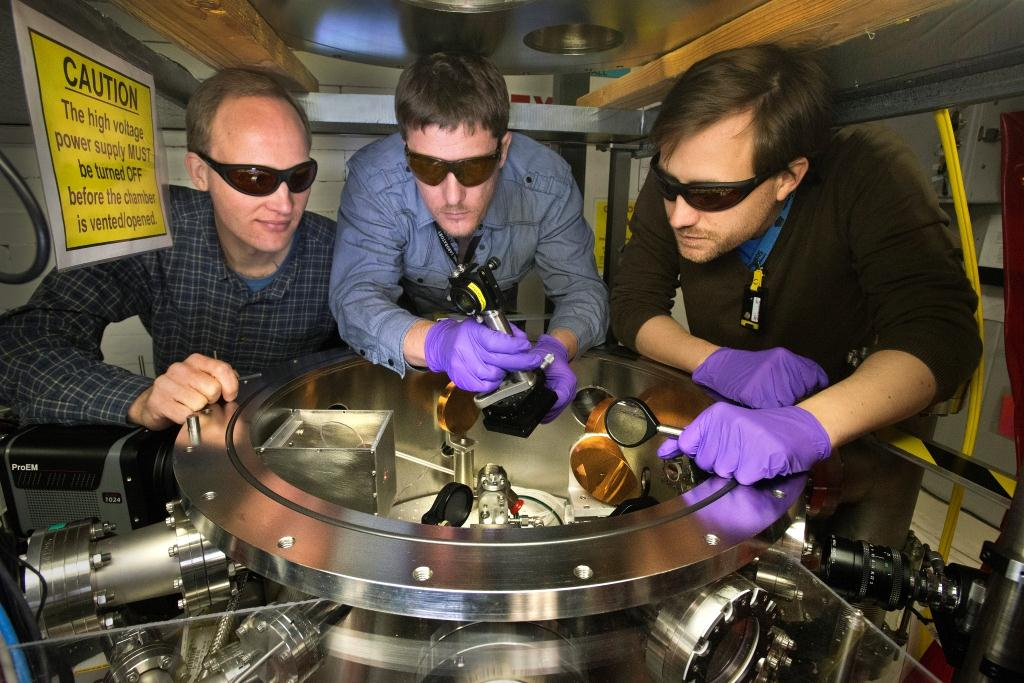 CAUTION
The high voltage
power supply MUST
be turned OFF
before the chamber
is vented/opened.
ProEM
1024